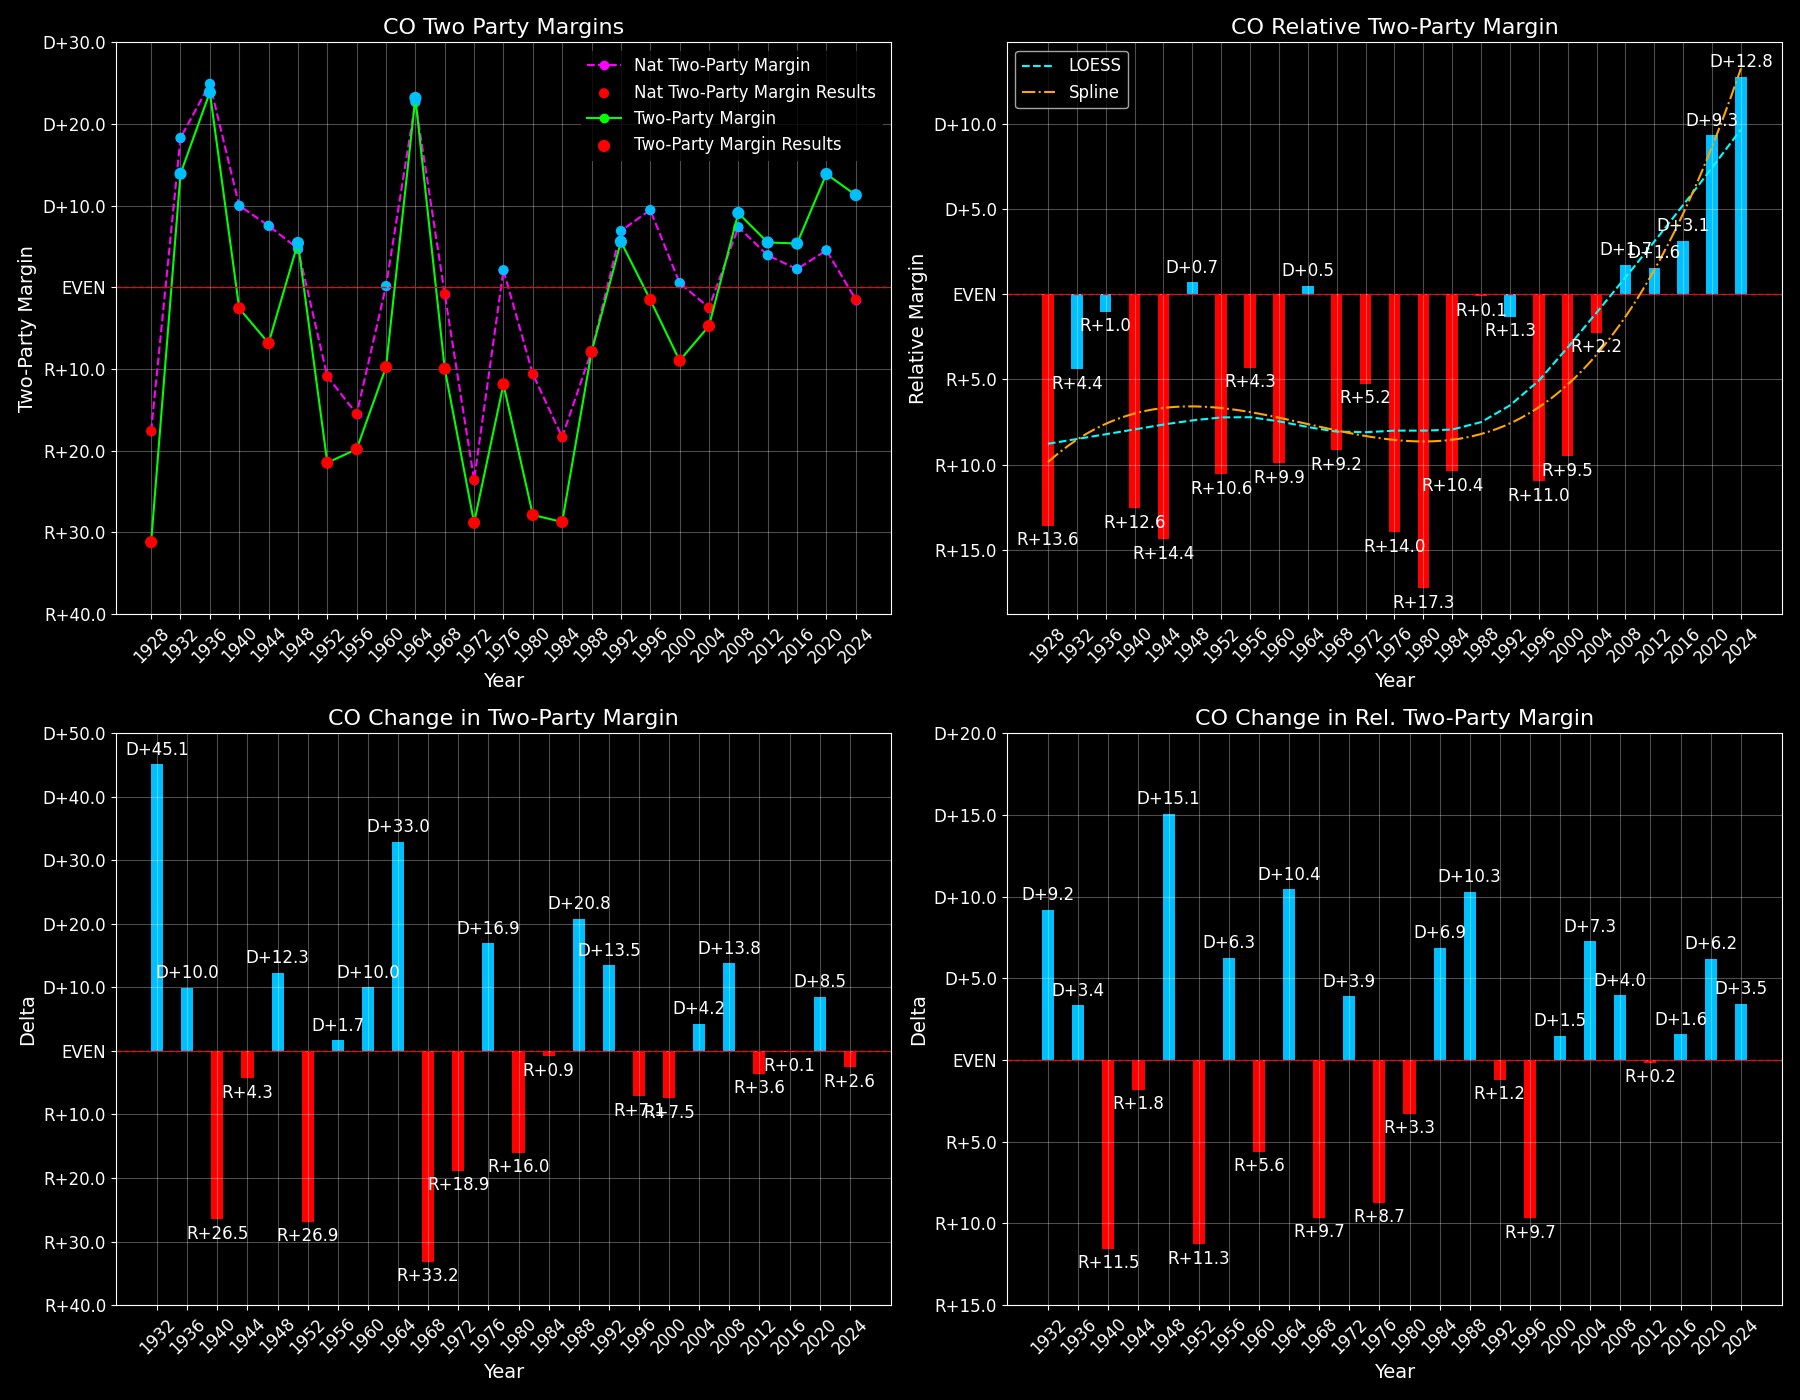 CO Two Party Margins
D+30.0
D+20.0
D+10.0
EVEN
R+10.0
R+20.0
R+30.0
R+40.0
Two-Party Margin
Nat Two-Party Margin
Nat Two-Party Margin Results
Two-Party Margin
Two-Party Margin Results
1928 1932 1936 1940 1944 1948 1952 1956 1960 1964 1968 1972 1976 1980 1984 1988 1992 1996 2000 2004 2008 2012 2016 2020 2024
Year
CO Relative Two-Party Margin
LOESS
Spline
D+10.0
D+5.0
EVEN
R+5.0
R+10.0
R+15.0
Relative Margin
R+13.6
R+4.4
R+1.0
R+12.6
R+14.4
D+0.7
R+10.6
R+4.3
R+9.9
D+0.5
R+9.2
R+5.2
R+14.0
R+17.3
R+10.4
R+0.1
R+1.3
R+11.0
R+9.5
R+2.2
D+1.7
D+1.6
D+3.1
D+9.3
D+12.8
1928 1932 1936 1940 1944 1948 1952 1956 1960 1964 1968 1972 1976 1980 1984 1988 1992 1996 2000 2004 2008 2012 2016 2020 2024
Year
CO Change in Two-Party Margin
D+50.0
D+40.0
D+30.0
D+20.0
D+10.0
EVEN
R+10.0
R+20.0
R+30.0
R+40.0
Delta
D+45.1
D+10.0
R+26.5
R+4.3
D+12.3
R+26.9
D+1.7
D+10.0
D+33.0
R+33.2
R+18.9
D+16.9
R+16.0
R+0.9
D+20.8
D+13.5
R+7.1
R+7.5
D+4.2
D+13.8
R+3.6
R+0.1
D+8.5
R+2.6
1932 1936 1940 1944 1948 1952 1956 1960 1964 1968 1972 1976 1980 1984 1988 1992 1996 2000 2004 2008 2012 2016 2020 2024
Year
CO Change in Rel. Two-Party Margin
D+20.0
D+15.0
D+10.0
D+5.0
EVEN
R+5.0
R+10.0
R+15.0
Delta
D+9.2
D+3.4
R+11.5
R+1.8
D+15.1
R+11.3
D+6.3
R+5.6
D+10.4
R+9.7
D+3.9
R+8.7
R+3.3
D+6.9
D+10.3
R+1.2
R+9.7
D+1.5
D+7.3
D+4.0
R+0.2
D+1.6
D+6.2
D+3.5
1932 1936 1940 1944 1948 1952 1956 1960 1964 1968 1972 1976 1980 1984 1988 1992 1996 2000 2004 2008 2012 2016 2020 2024
Year